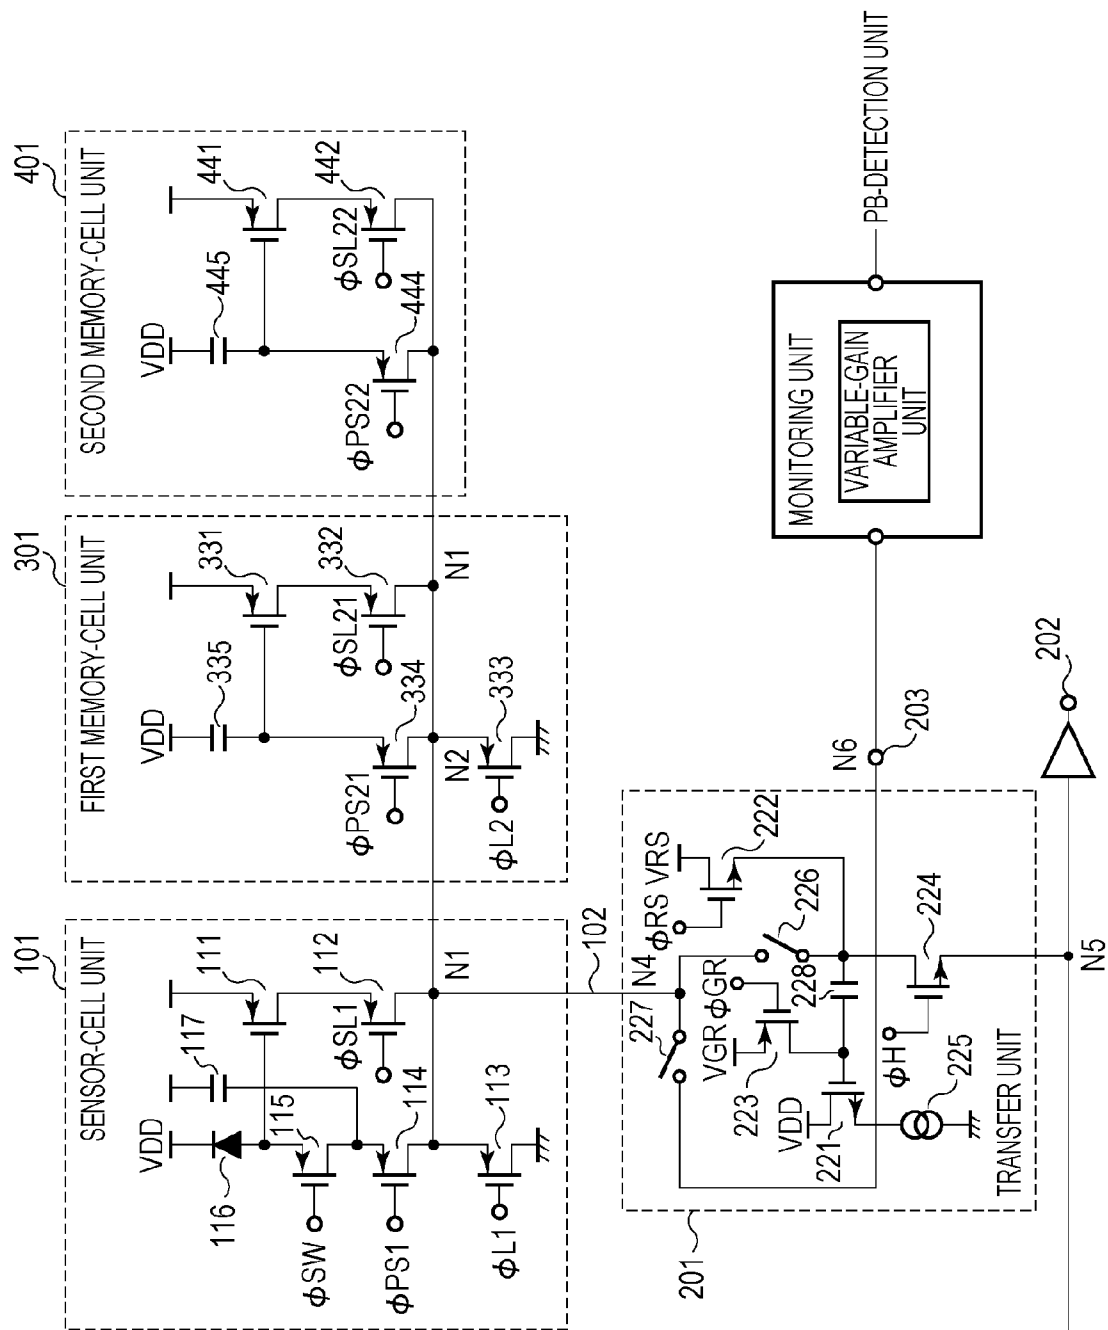 101
SENSOR-CELL UNIT
VDD
117
111
116
115
ϕSW
ϕSL1
112
ϕPS1
114
N1
ϕL1
113
301
FIRST MEMORY-CELL UNIT
VDD
335
331
ϕSL21
332
ϕPS21
334
N1
N2
ϕL2
333
401
SECOND MEMORY-CELL UNIT
VDD
445
441
ϕSL22
442
ϕPS22
444
102
201
N4
227
ϕRS
VRS
222
226
VGR
ϕGR
223
228
VDD
221
ϕH
224
225
TRANSFER UNIT
N5
N6
203
202
MONITORING UNIT
VARIABLE-GAIN
AMPLIFIER
UNIT
PB-DETECTION UNIT